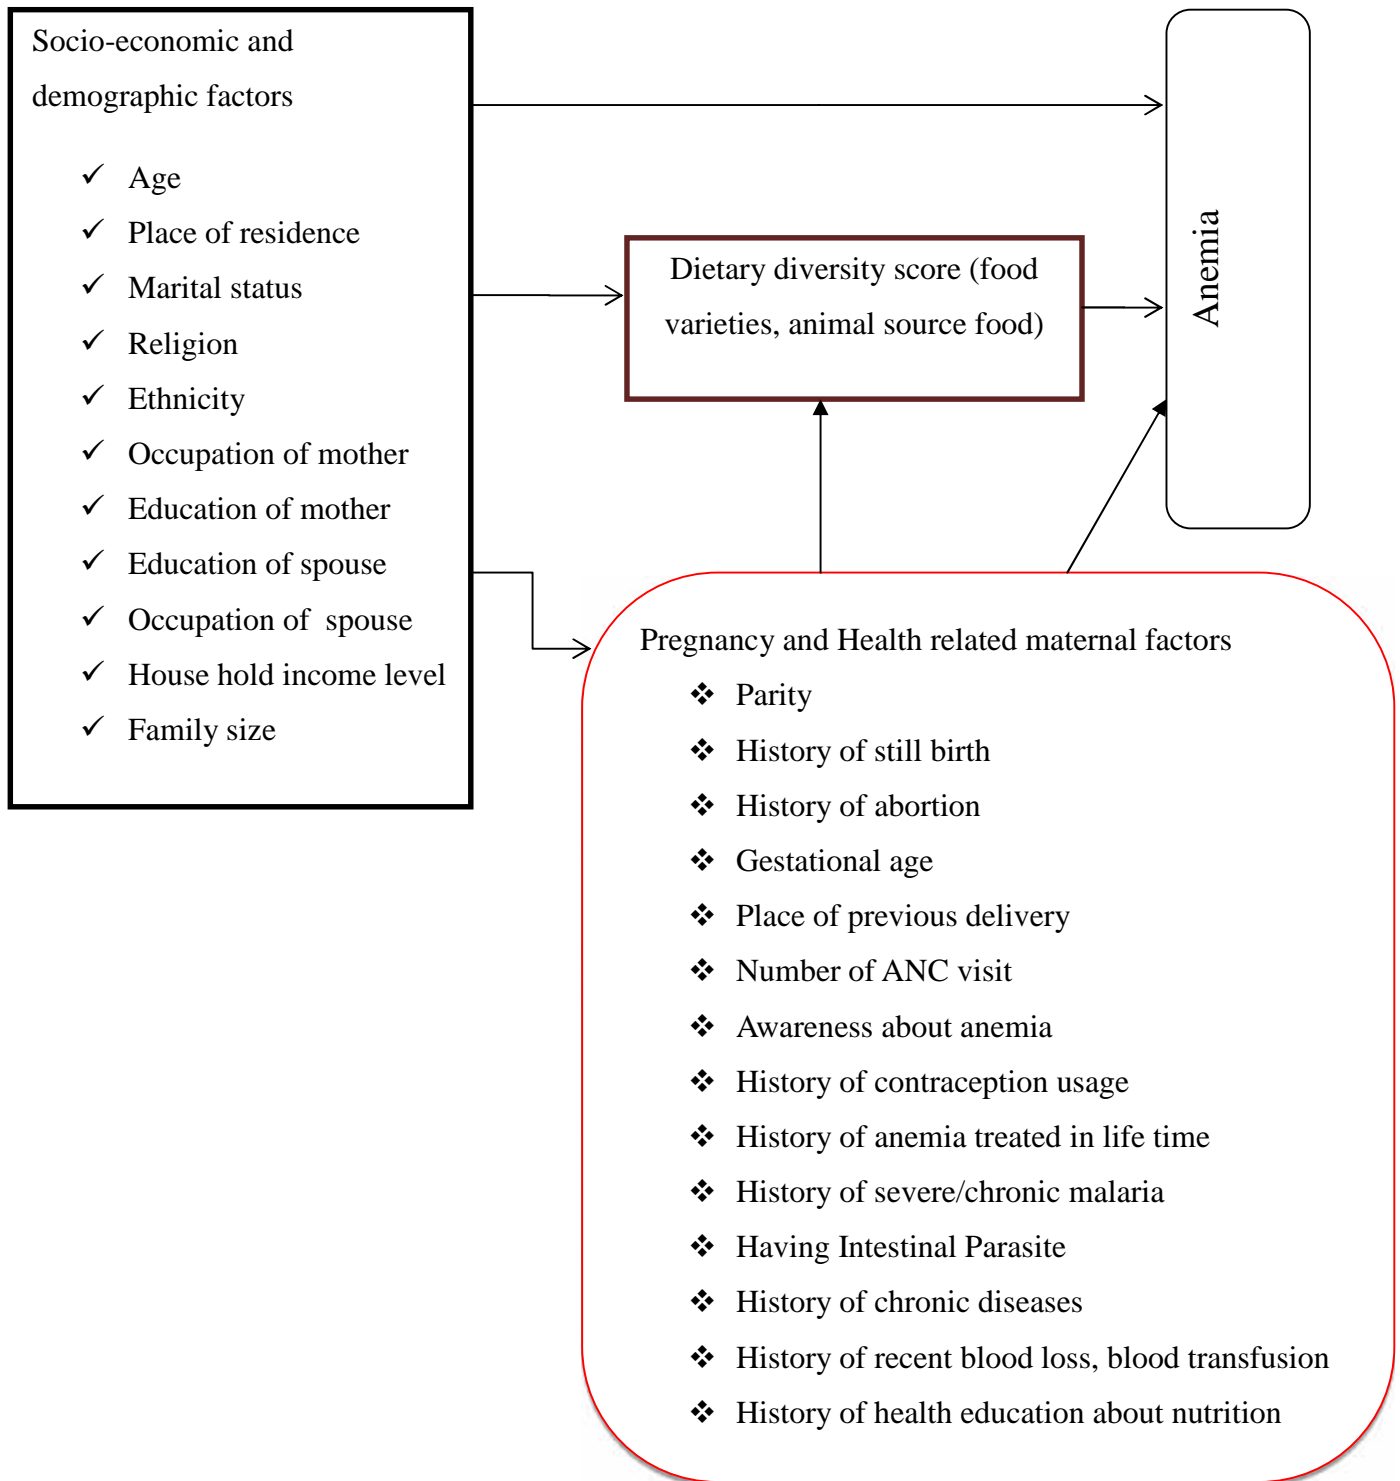 Socio-economic and
demographic factors
✓ Age
✓ Place of residence
✓ Marital status
✓ Religion
✓ Ethnicity
✓ Occupation of mother
✓ Education of mother
✓ Education of spouse
✓ Occupation of  spouse
✓ House hold income level
✓ Family size
Dietary diversity score (food
varieties, animal source food)
Anemia
Pregnancy and Health related maternal factors
❖ Parity
❖ History of still birth
❖ History of abortion
❖ Gestational age
❖ Place of previous delivery
❖ Number of ANC visit
❖ Awareness about anemia
❖ History of contraception usage
❖ History of anemia treated in life time
❖ History of severe/chronic malaria
❖ Having Intestinal Parasite
❖ History of chronic diseases
❖ History of recent blood loss, blood transfusion
❖ History of health education about nutrition